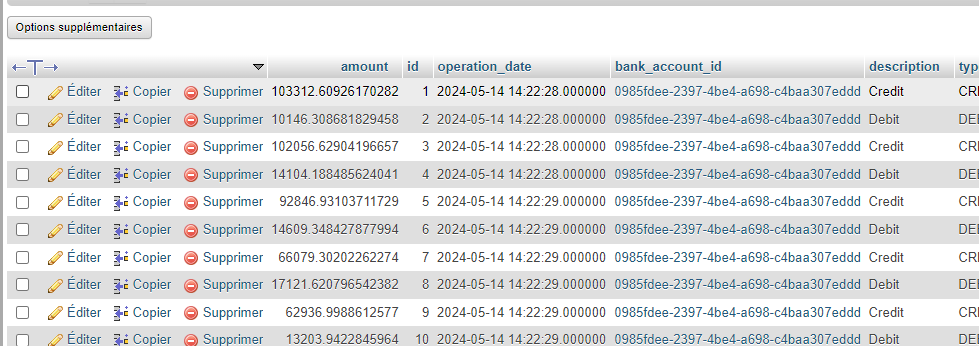 Options supplémentaires
←T→ amount id operation_date bank_account_id description typ
Éditer Copier Supprimer 103312.60926170282 1 2024-05-14 14:22:28.000000 0985fdee-2397-4be4-a698-c4baa307eddd Credit CRE
Éditer Copier Supprimer 10146.308681829458 2 2024-05-14 14:22:28.000000 0985fdee-2397-4be4-a698-c4baa307eddd Debit DEB
Éditer Copier Supprimer 102056.62904196657 3 2024-05-14 14:22:28.000000 0985fdee-2397-4be4-a698-c4baa307eddd Credit CRE
Éditer Copier Supprimer 14104.188485624041 4 2024-05-14 14:22:28.000000 0985fdee-2397-4be4-a698-c4baa307eddd Debit DEB
Éditer Copier Supprimer 92846.93103711729 5 2024-05-14 14:22:29.000000 0985fdee-2397-4be4-a698-c4baa307eddd Credit CRE
Éditer Copier Supprimer 14609.348427877994 6 2024-05-14 14:22:29.000000 0985fdee-2397-4be4-a698-c4baa307eddd Debit DEB
Éditer Copier Supprimer 66079.30202262274 7 2024-05-14 14:22:29.000000 0985fdee-2397-4be4-a698-c4baa307eddd Credit CRE
Éditer Copier Supprimer 17121.620796542382 8 2024-05-14 14:22:29.000000 0985fdee-2397-4be4-a698-c4baa307eddd Debit DEB
Éditer Copier Supprimer 62936.9988612577 9 2024-05-14 14:22:29.000000 0985fdee-2397-4be4-a698-c4baa307eddd Credit CRE
Éditer Copier Supprimer 13203.9422845964 10 2024-05-14 14:22:29.000000 0985fdee-2397-4be4-a698-c4baa307eddd Debit DEB